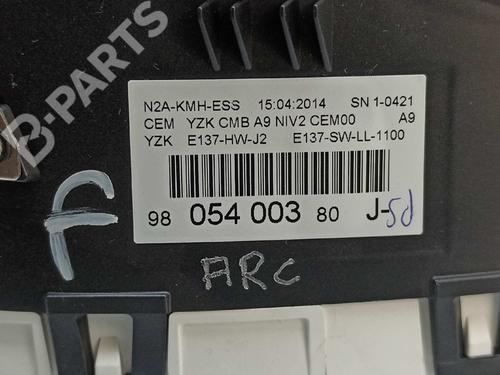 B-PARTS
N2A-KMH-ESS 15:04:2014 SN 1-0421
CEM YZK CMB A9 NIV2 CEM00 A9
YZK E137-HW-J2 E137-SW-LL-1100
98 054 003 80 J-5d
F
ARC